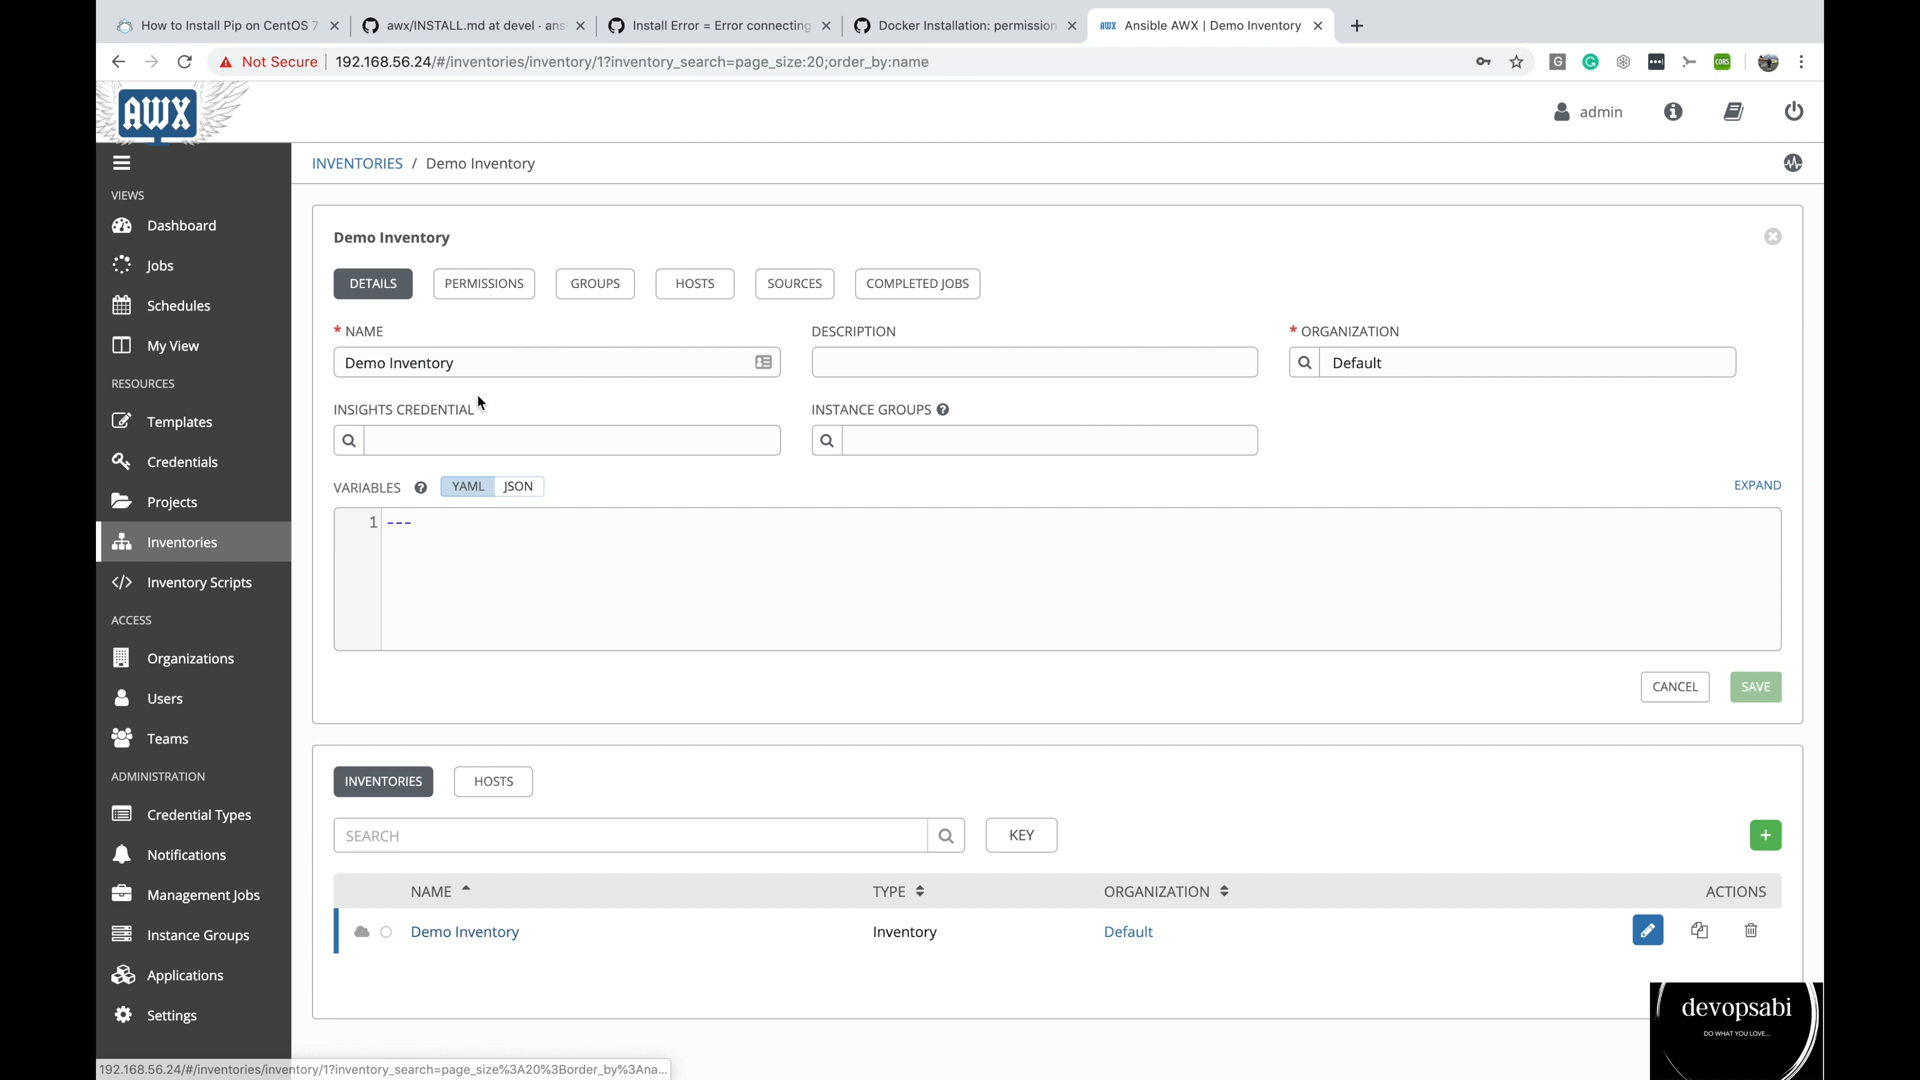 How to Install Pip on CentOS 7
awx/INSTALL.md at devel · ans
Install Error = Error connecting
Docker Installation: permission
AWX Ansible AWX | Demo Inventory
Not Secure 192.168.56.24/#/inventories/inventory/1?inventory_search=page_size:20;order_by:name
CORS
AWX
admin
INVENTORIES / Demo Inventory
VIEWS
Dashboard
Jobs
Schedules
My View
RESOURCES
Templates
Credentials
Projects
Inventories
Inventory Scripts
ACCESS
Organizations
Users
Teams
ADMINISTRATION
Credential Types
Notifications
Management Jobs
Instance Groups
Applications
Settings
Demo Inventory
DETAILS PERMISSIONS GROUPS HOSTS SOURCES COMPLETED JOBS
* NAME DESCRIPTION * ORGANIZATION
Demo Inventory Default
INSIGHTS CREDENTIAL INSTANCE GROUPS
VARIABLES YAML JSON EXPAND
1 ---
CANCEL SAVE
INVENTORIES HOSTS
SEARCH KEY +
NAME TYPE ORGANIZATION ACTIONS
Demo Inventory Inventory Default
devopsabi
DO WHAT YOU LOVE...
192.168.56.24/#/inventories/inventory/1?inventory_search=page_size%3A20%3Border_by%3Ana...